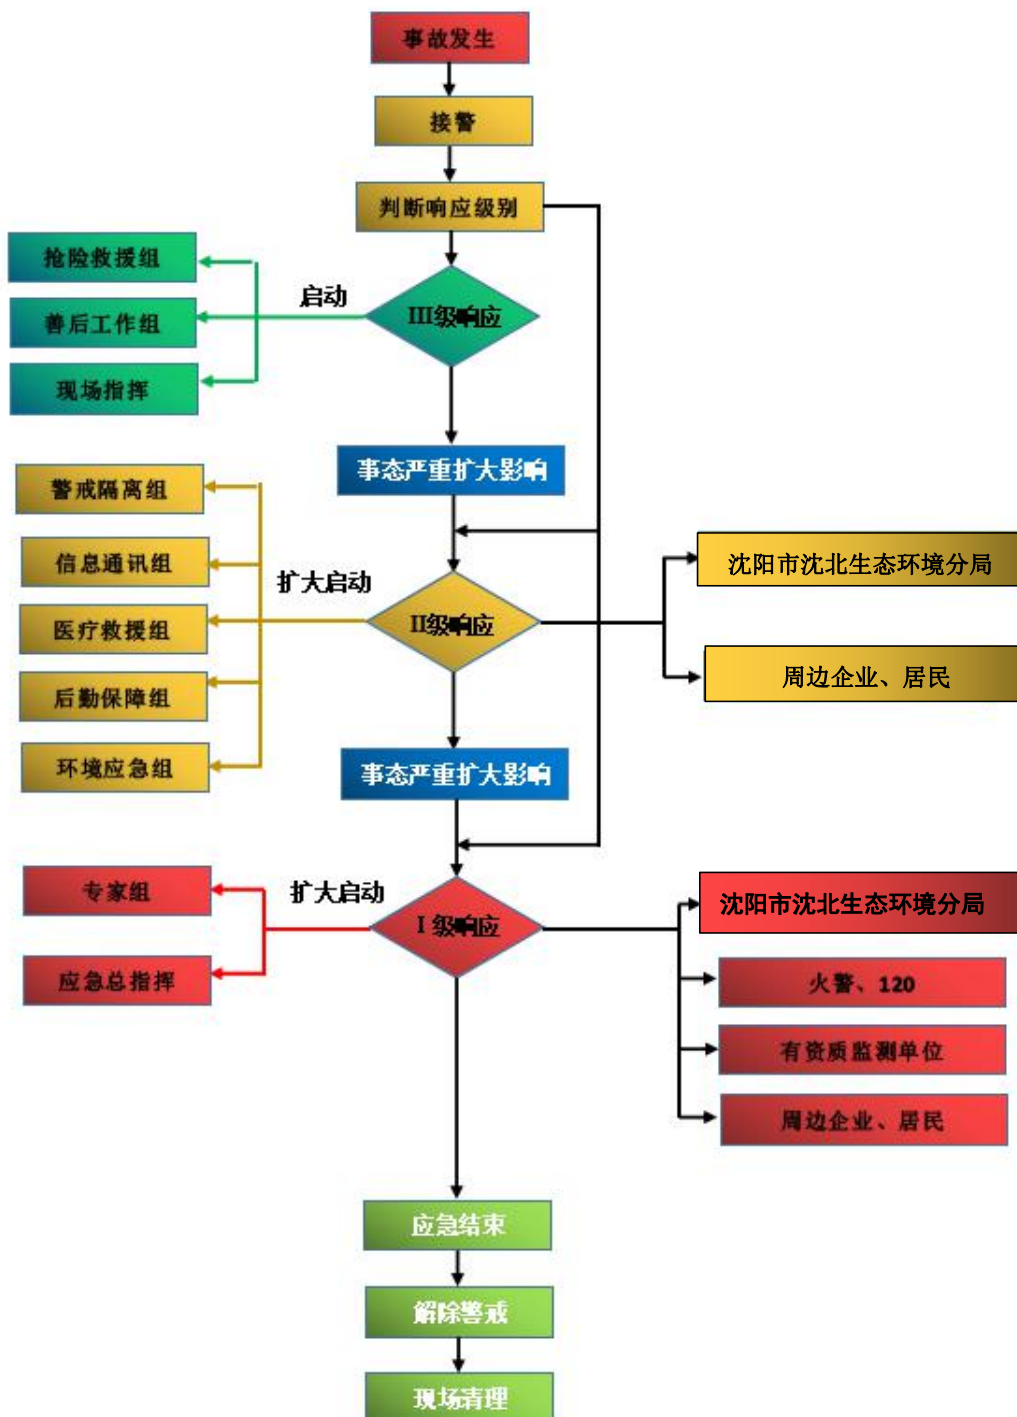 事故发生
接警
判断响应级别
抢险救援组
启动
III级响应
善后工作组
现场指挥
事态严重扩大影响
警戒隔离组
信息通讯组
扩大启动
II级响应
医疗救援组
后勤保障组
环境应急组
沈阳市沈北生态环境分局
周边企业、居民
事态严重扩大影响
专家组
扩大启动
I 级响应
应急总指挥
沈阳市沈北生态环境分局
火警、120
有资质监测单位
周边企业、居民
应急结束
解除警戒
现场清理